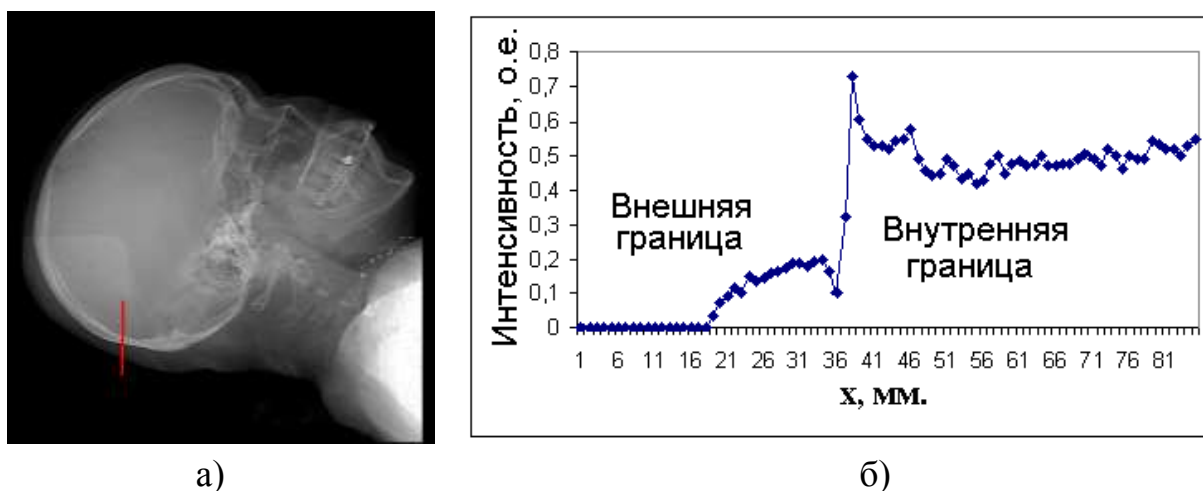 Интенсивность, о.е.
0,8
0,7
0,6
0,5
0,4
0,3
0,2
0,1
0
Внешняя
граница
Внутренняя
граница
1 6 11 16 21 26 31 36 41 46 51 56 61 66 71 76 81
х, мм.
а)
б)